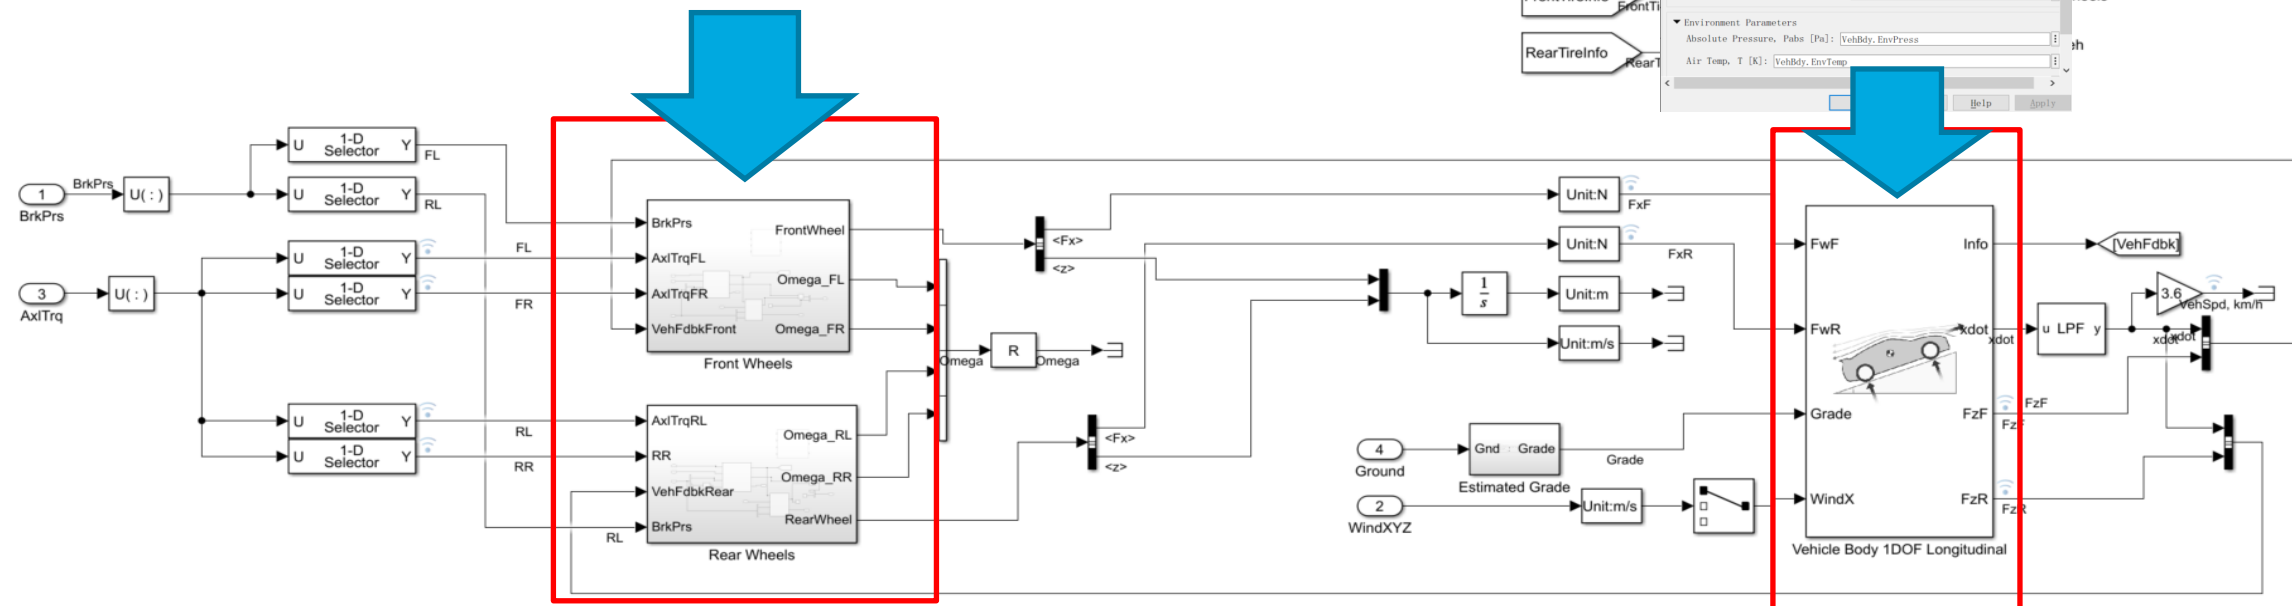 RearTireInfo
Environment Parameters
Absolute Pressure, Pabs [Pa]: VehBdy.EnvPress
Air Temp, T [K]: VehBdy.EnvTemp
Help
Apply
1
BrkPrs
BrkPrs
U( : )
U 1-D Selector Y
FL
U 1-D Selector Y
RL
3
AxlTrq
U( : )
U 1-D Selector Y
FL
U 1-D Selector Y
FR
U 1-D Selector Y
RL
U 1-D Selector Y
RR
RL
BrkPrs
AxlTrqFL
AxlTrqFR
VehFdbkFront
FrontWheel
Omega_FL
Omega_FR
Front Wheels
AxlTrqRL
RR
VehFdbkRear
BrkPrs
Omega_RL
Omega_RR
RearWheel
Rear Wheels
Omega
R
Omega
<Fx>
<z>
<Fx>
<z>
1
s
Unit:N
FxF
Unit:N
FxR
Unit:m
Unit:m/s
4
Ground
Gnd Grade
Estimated Grade
Grade
2
WindXYZ
Unit:m/s
FwF
FwR
Grade
WindX
Info
xdot
FzF
FzR
Vehicle Body 1DOF Longitudinal
[VehFdbk]
xdot
u LPF y
3.6
VehSpd, km/h
xdot
xdot
FzF
FzF
FzR